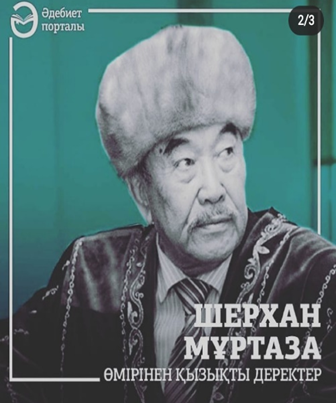 Әдебиет
порталы
2/3
ШЕРХАН
МҰРТАЗА
ӨМІРІНЕН ҚЫЗЫҚТЫ ДЕРЕКТЕР